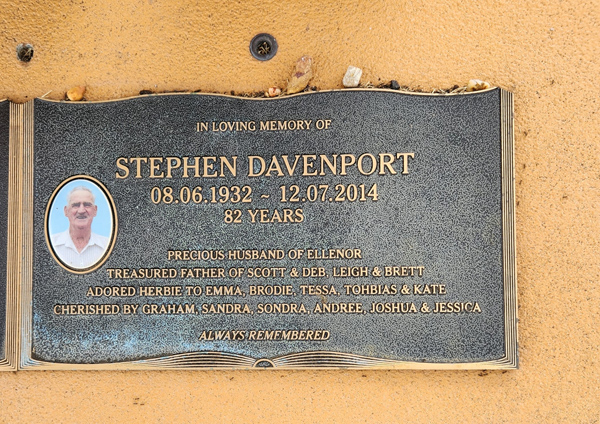 IN LOVING MEMORY OF
STEPHEN DAVENPORT
08.06.1932 ~ 12.07.2014
82 YEARS
PRECIOUS HUSBAND OF ELLENOR
TREASURED FATHER OF SCOTT & DEB, LEIGH & BRETT
ADORED HERBIE TO EMMA, BRODIE, TESSA, TOHBIAS & KATE
CHERISHED BY GRAHAM, SANDRA, SONDRA, ANDREE, JOSHUA & JESSICA
ALWAYS REMEMBERED